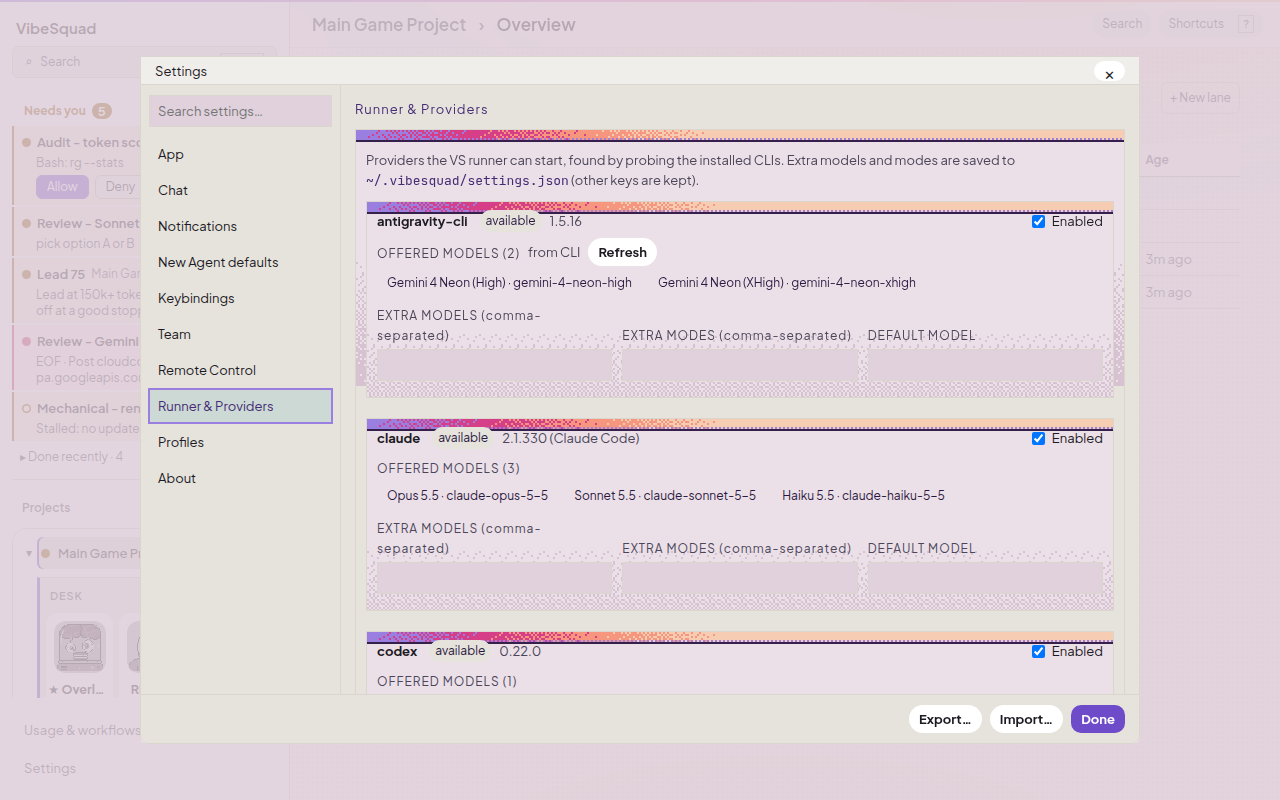 VibeSquad
Main Game Project › Overview
Search
Shortcuts ?
Search
Needs you 5
Audit - token sco
Bash: rg --stats
Allow Deny
Review - Sonnet
pick option A or B
Lead 75 Main Gar
Lead at 150k+ toke
off at a good stopp
Review - Gemini
EOF · Post cloudco
pa.googleapis.cor
Mechanical - ren
Stalled: no update
▸ Done recently · 4
Projects
▾ Main Game Pr
DESK
★ Overl… R
Usage & workflows
Settings
+ New lane
Age
3m ago
3m ago
Settings
×
Search settings…
App
Chat
Notifications
New Agent defaults
Keybindings
Team
Remote Control
Runner & Providers
Profiles
About
Runner & Providers
Providers the VS runner can start, found by probing the installed CLIs. Extra models and modes are saved to
~/.vibesquad/settings.json (other keys are kept).
antigravity-cli available 1.5.16 Enabled
OFFERED MODELS (2) from CLI Refresh
Gemini 4 Neon (High) · gemini-4-neon-high Gemini 4 Neon (XHigh) · gemini-4-neon-xhigh
EXTRA MODELS (comma-
separated) EXTRA MODES (comma-separated) DEFAULT MODEL
claude available 2.1.330 (Claude Code) Enabled
OFFERED MODELS (3)
Opus 5.5 · claude-opus-5-5 Sonnet 5.5 · claude-sonnet-5-5 Haiku 5.5 · claude-haiku-5-5
EXTRA MODELS (comma-
separated) EXTRA MODES (comma-separated) DEFAULT MODEL
codex available 0.22.0 Enabled
OFFERED MODELS (1)
Export… Import… Done